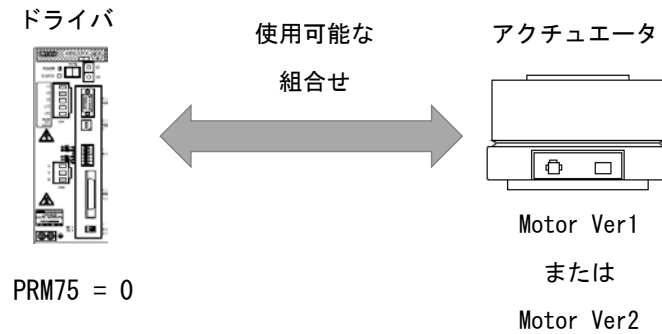 ドライバ
使用可能な
組合せ
アクチュエータ
PRM75 = 0
Motor Ver1
または
Motor Ver2